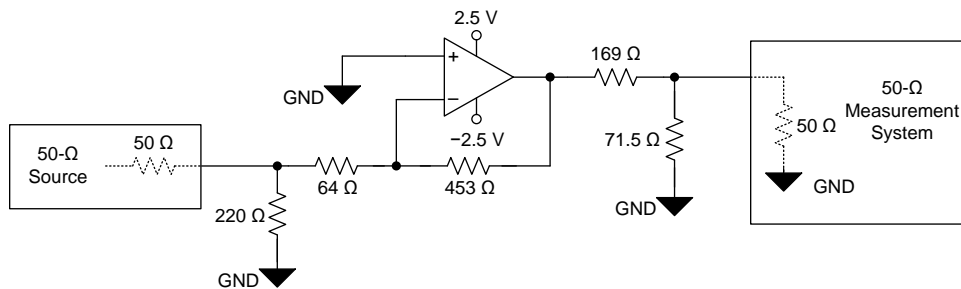 2.5 V
169 Ω
+
GND
−
−2.5 V
50-Ω
Measurement
System
50 Ω
71.5 Ω
GND
50-Ω
Source
50 Ω
64 Ω
453 Ω
GND
220 Ω
GND